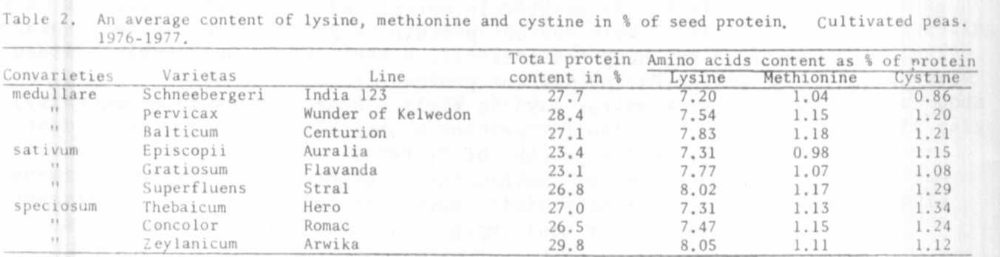 Table 2. An average content of lysine, methionine and cystine in % of seed protein. Cultivated peas.
1976-1977.
Total protein Amino acids content as % of protein
Convarieties Varietas Line content in % Lysine Methionine Cystine
medullare Schneebergeri India 123 27.7 7.20 1.04 0.86
" Pervicax Wunder of Kelwedon 28.4 7.54 1.15 1.20
" Balticum Centurion 27.1 7.83 1.18 1.21
sativum Episcopii Auralia 23.4 7.31 0.98 1.15
" Gratiosum Flavanda 23.1 7.77 1.07 1.08
" Superfluens Stral 26.8 8.02 1.17 1.29
speciosum Thebaicum Hero 27.0 7.31 1.13 1.34
" Concolor Romac 26.5 7.47 1.15 1.24
" Zeylanicum Arwika 29.8 8.05 1.11 1.12